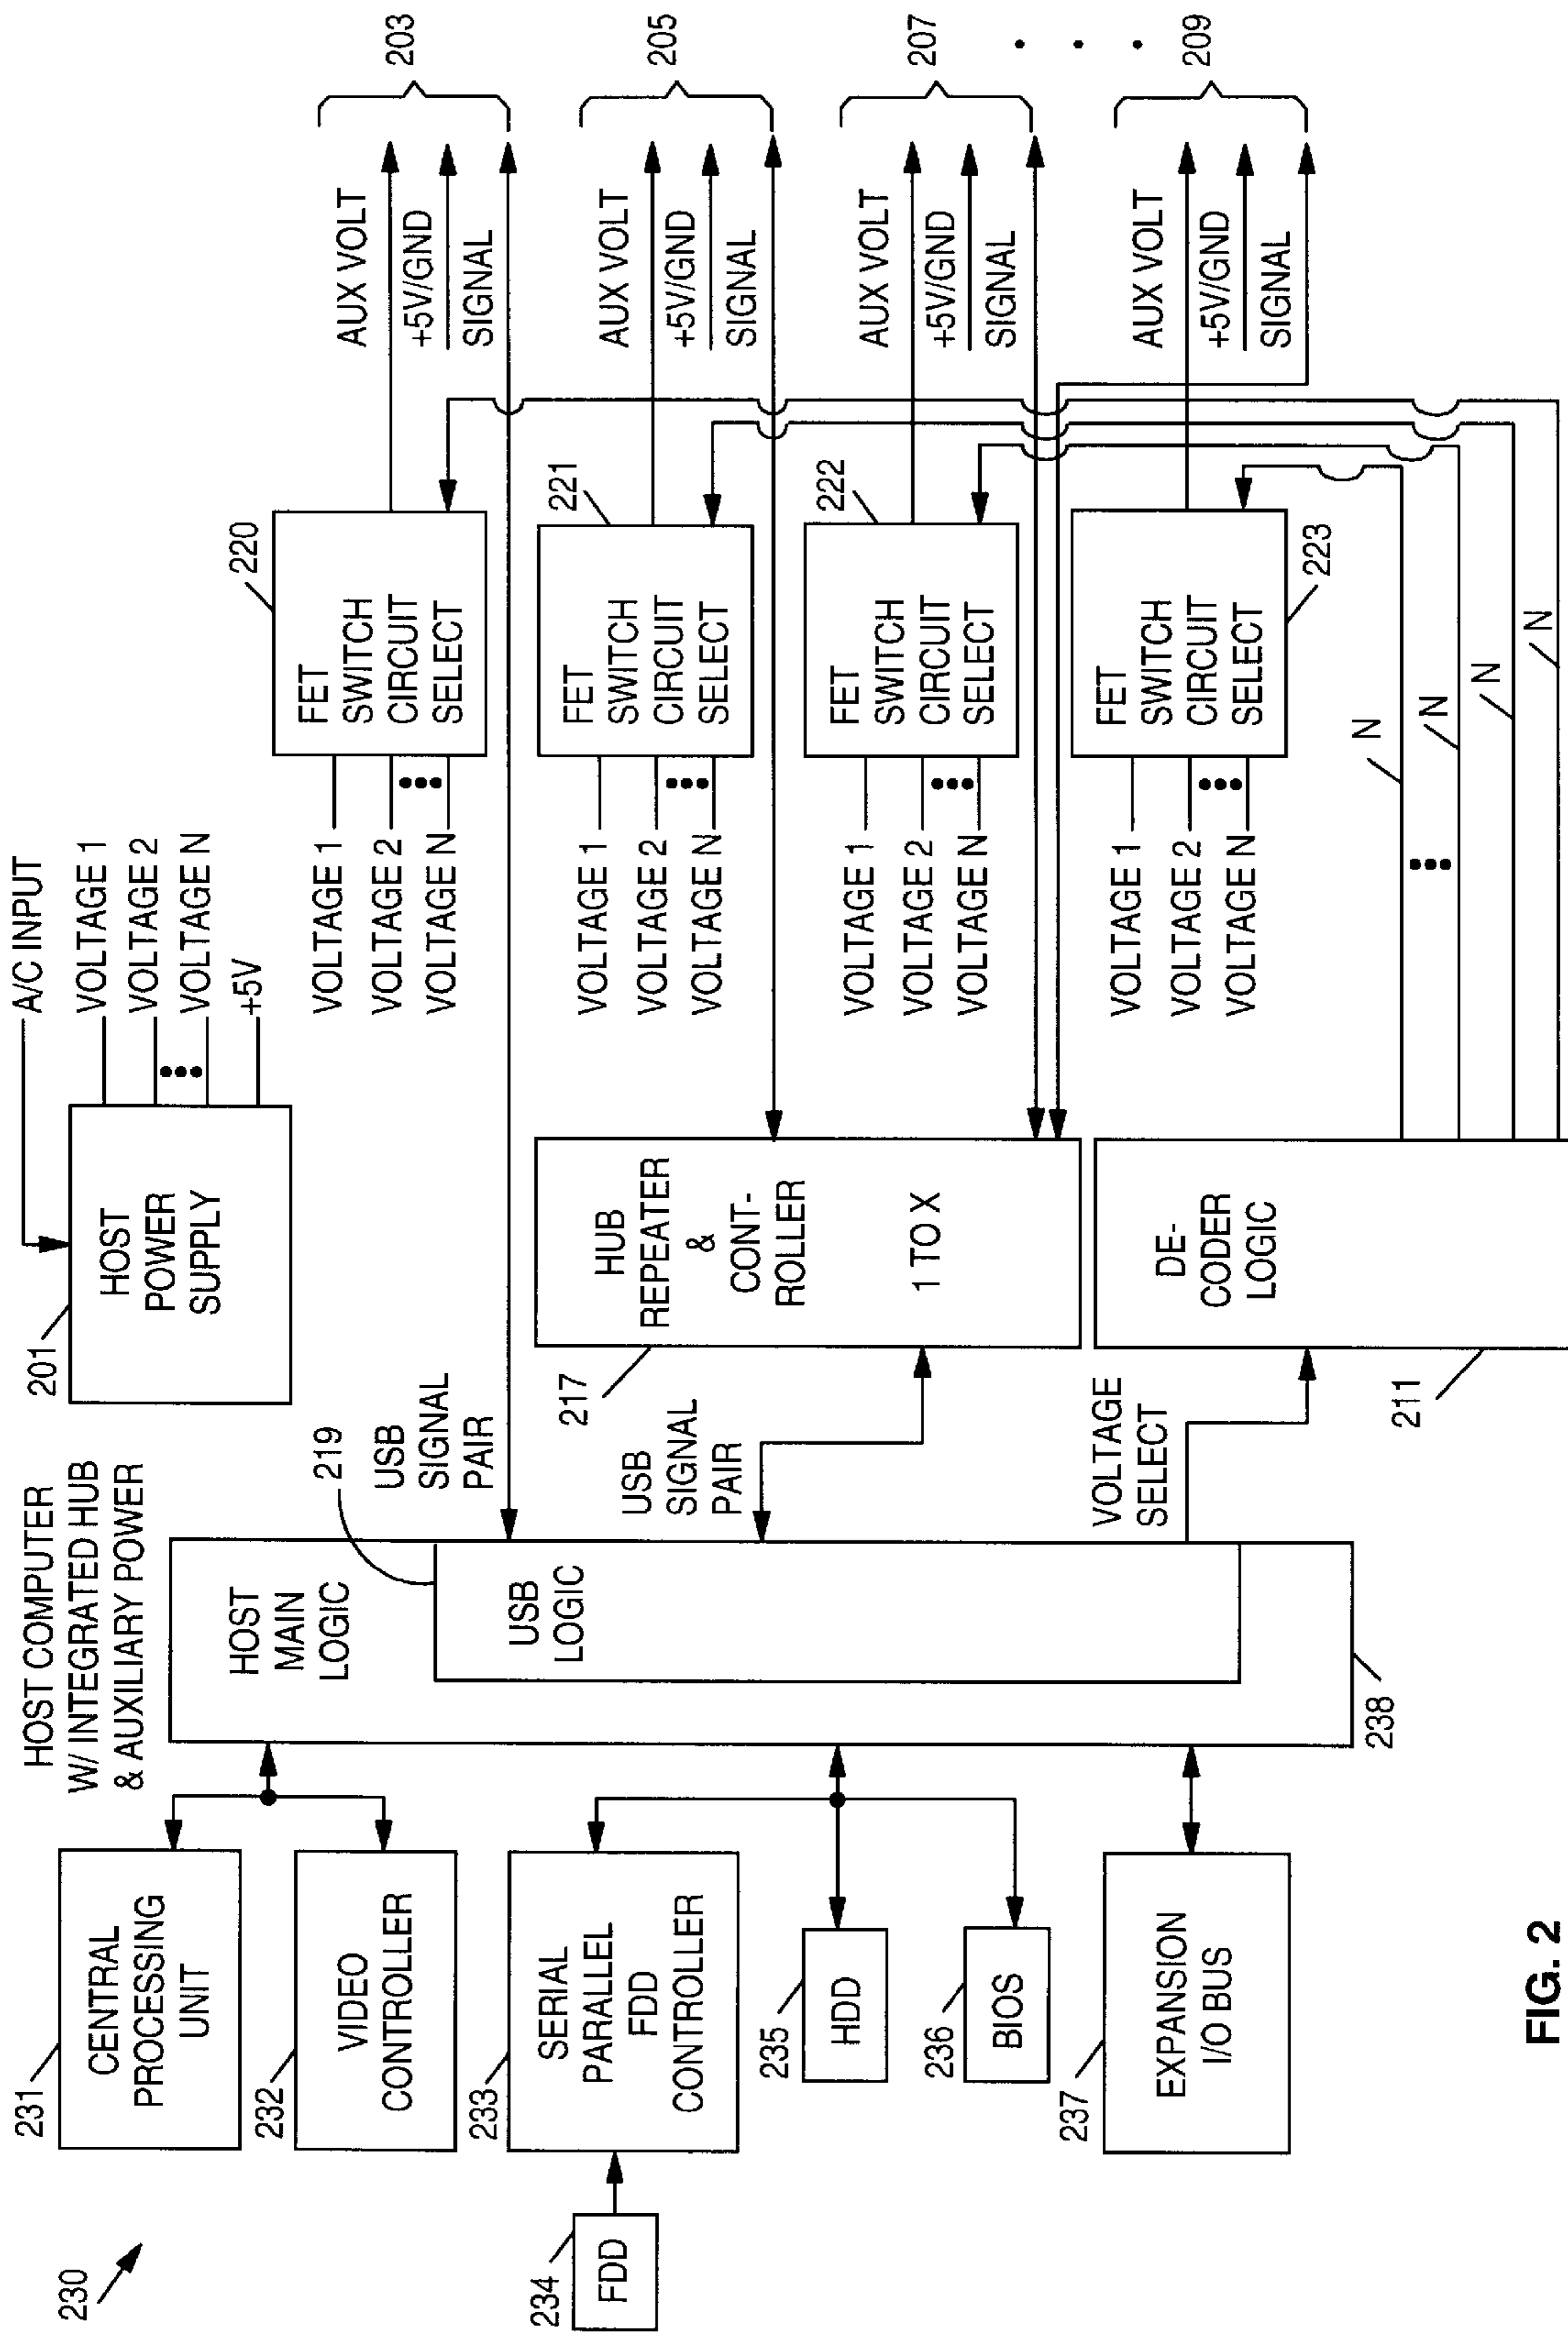 230
HOST COMPUTER
W/ INTEGRATED HUB
& AUXILIARY POWER
231
CENTRAL
PROCESSING
UNIT
232
VIDEO
CONTROLLER
234
FDD
233
SERIAL
PARALLEL
FDD
CONTROLLER
235
HDD
236
BIOS
237
EXPANSION
I/O BUS
HOST
MAIN
LOGIC
219
USB
LOGIC
238
201
HOST
POWER
SUPPLY
A/C INPUT
VOLTAGE 1
VOLTAGE 2
VOLTAGE N
+5V
USB
SIGNAL
PAIR
USB
SIGNAL
PAIR
217
HUB
REPEATER
&
CONT-
ROLLER
1 TO X
VOLTAGE
SELECT
211
DE-
CODER
LOGIC
VOLTAGE 1
VOLTAGE 2
VOLTAGE N
220
FET
SWITCH
CIRCUIT
SELECT
AUX VOLT
+5V/GND
SIGNAL
203
VOLTAGE 1
VOLTAGE 2
VOLTAGE N
221
FET
SWITCH
CIRCUIT
SELECT
AUX VOLT
+5V/GND
SIGNAL
205
VOLTAGE 1
VOLTAGE 2
VOLTAGE N
222
FET
SWITCH
CIRCUIT
SELECT
AUX VOLT
+5V/GND
SIGNAL
207
VOLTAGE 1
VOLTAGE 2
VOLTAGE N
223
FET
SWITCH
CIRCUIT
SELECT
AUX VOLT
+5V/GND
SIGNAL
209
N
N
N
N
FIG. 2